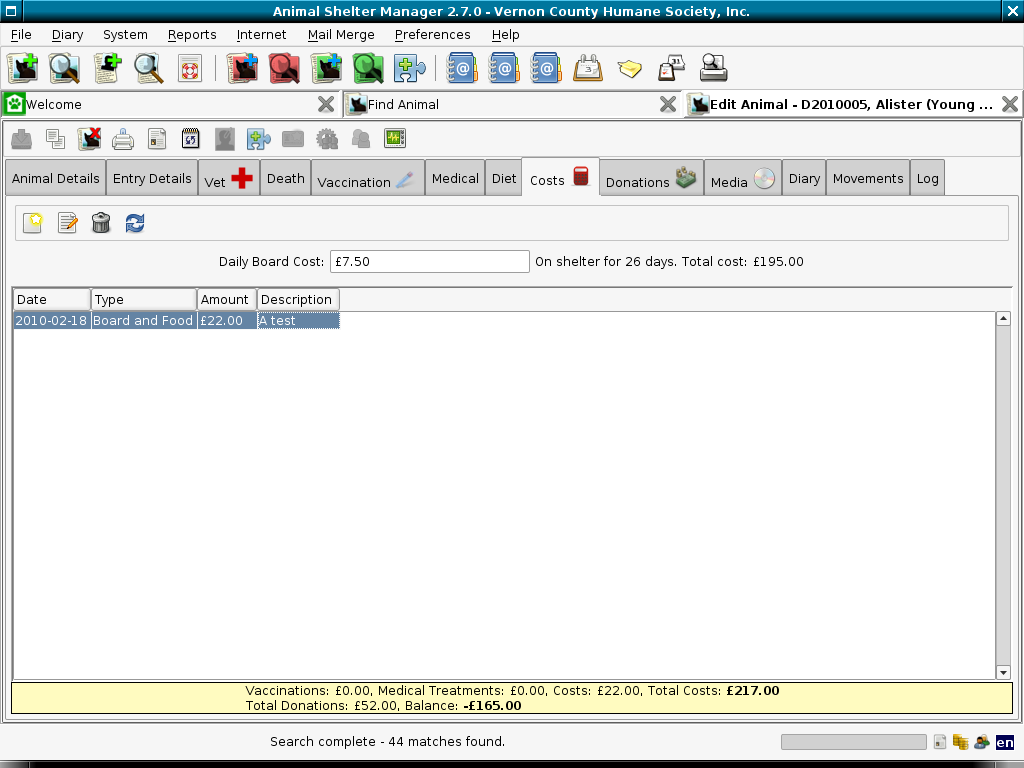 Animal Shelter Manager 2.7.0 - Vernon County Humane Society, Inc.
File Diary System Reports Internet Mail Merge Preferences Help
Welcome Find Animal Edit Animal - D2010005, Alister (Young ...
Animal Details Entry Details Vet Death Vaccination Medical Diet Costs Donations Media Diary Movements Log
Daily Board Cost: £7.50 On shelter for 26 days. Total cost: £195.00
Date Type Amount Description
2010-02-18 Board and Food £22.00 A test
Vaccinations: £0.00, Medical Treatments: £0.00, Costs: £22.00, Total Costs: £217.00
Total Donations: £52.00, Balance: -£165.00
Search complete - 44 matches found. en